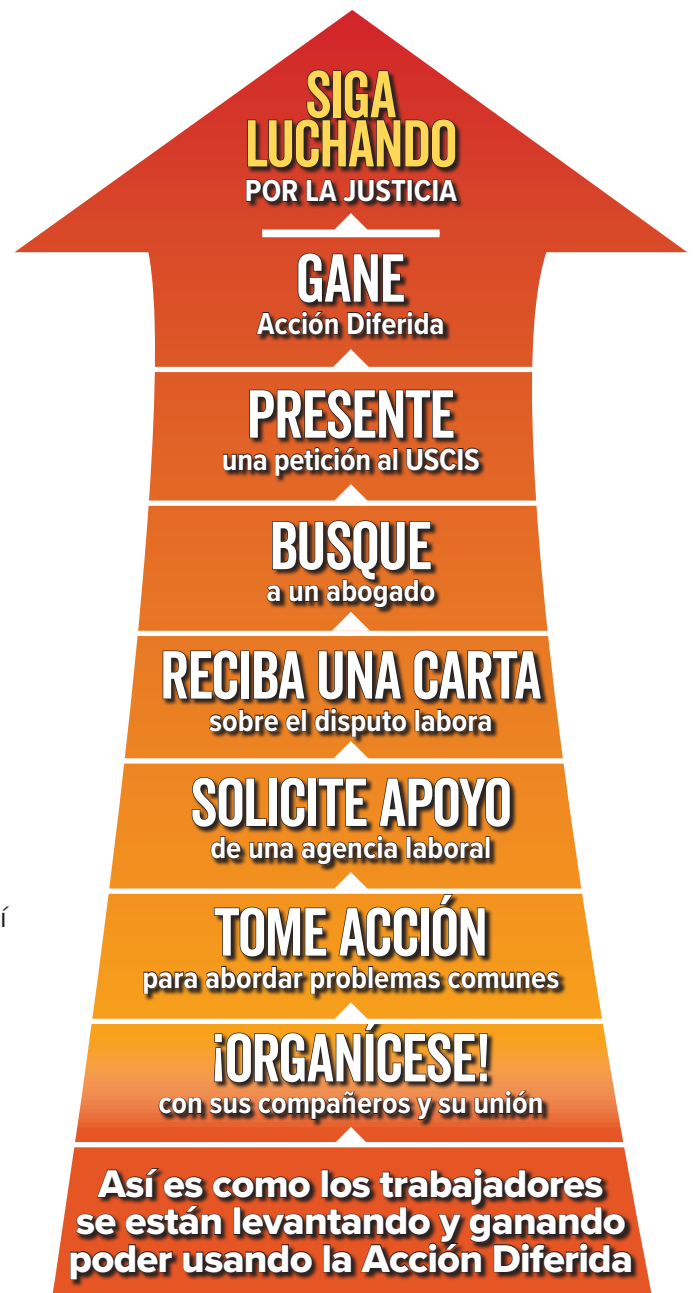 SIGA
LUCHANDO
POR LA JUSTICIA
GANE
Acción Diferida
PRESENTE
una petición al USCIS
BUSQUE
a un abogado
RECIBA UNA CARTA
sobre el disputo labora
SOLICITE APOYO
de una agencia laboral
TOME ACCIÓN
para abordar problemas comunes
¡ORGANÍCESE!
con sus compañeros y su unión
Así es como los trabajadores
se están levantando y ganando
poder usando la Acción Diferida
í